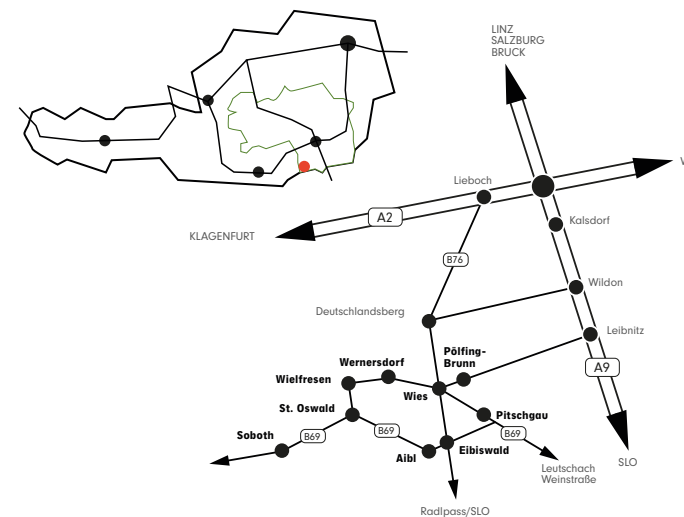 LINZ
SALZBURG
BRUCK
Lieboch
A2
KLAGENFURT
Kalsdorf
B76
Wildon
Deutschlandsberg
Leibnitz
Pölfing-
Brunn
A9
Wernersdorf
Wielfresen
Wies
St. Oswald
Pitschgau
B69
B69
B69
Soboth
Aibl
Eibiswald
SLO
Leutschach
Weinstraße
Radlpass/SLO